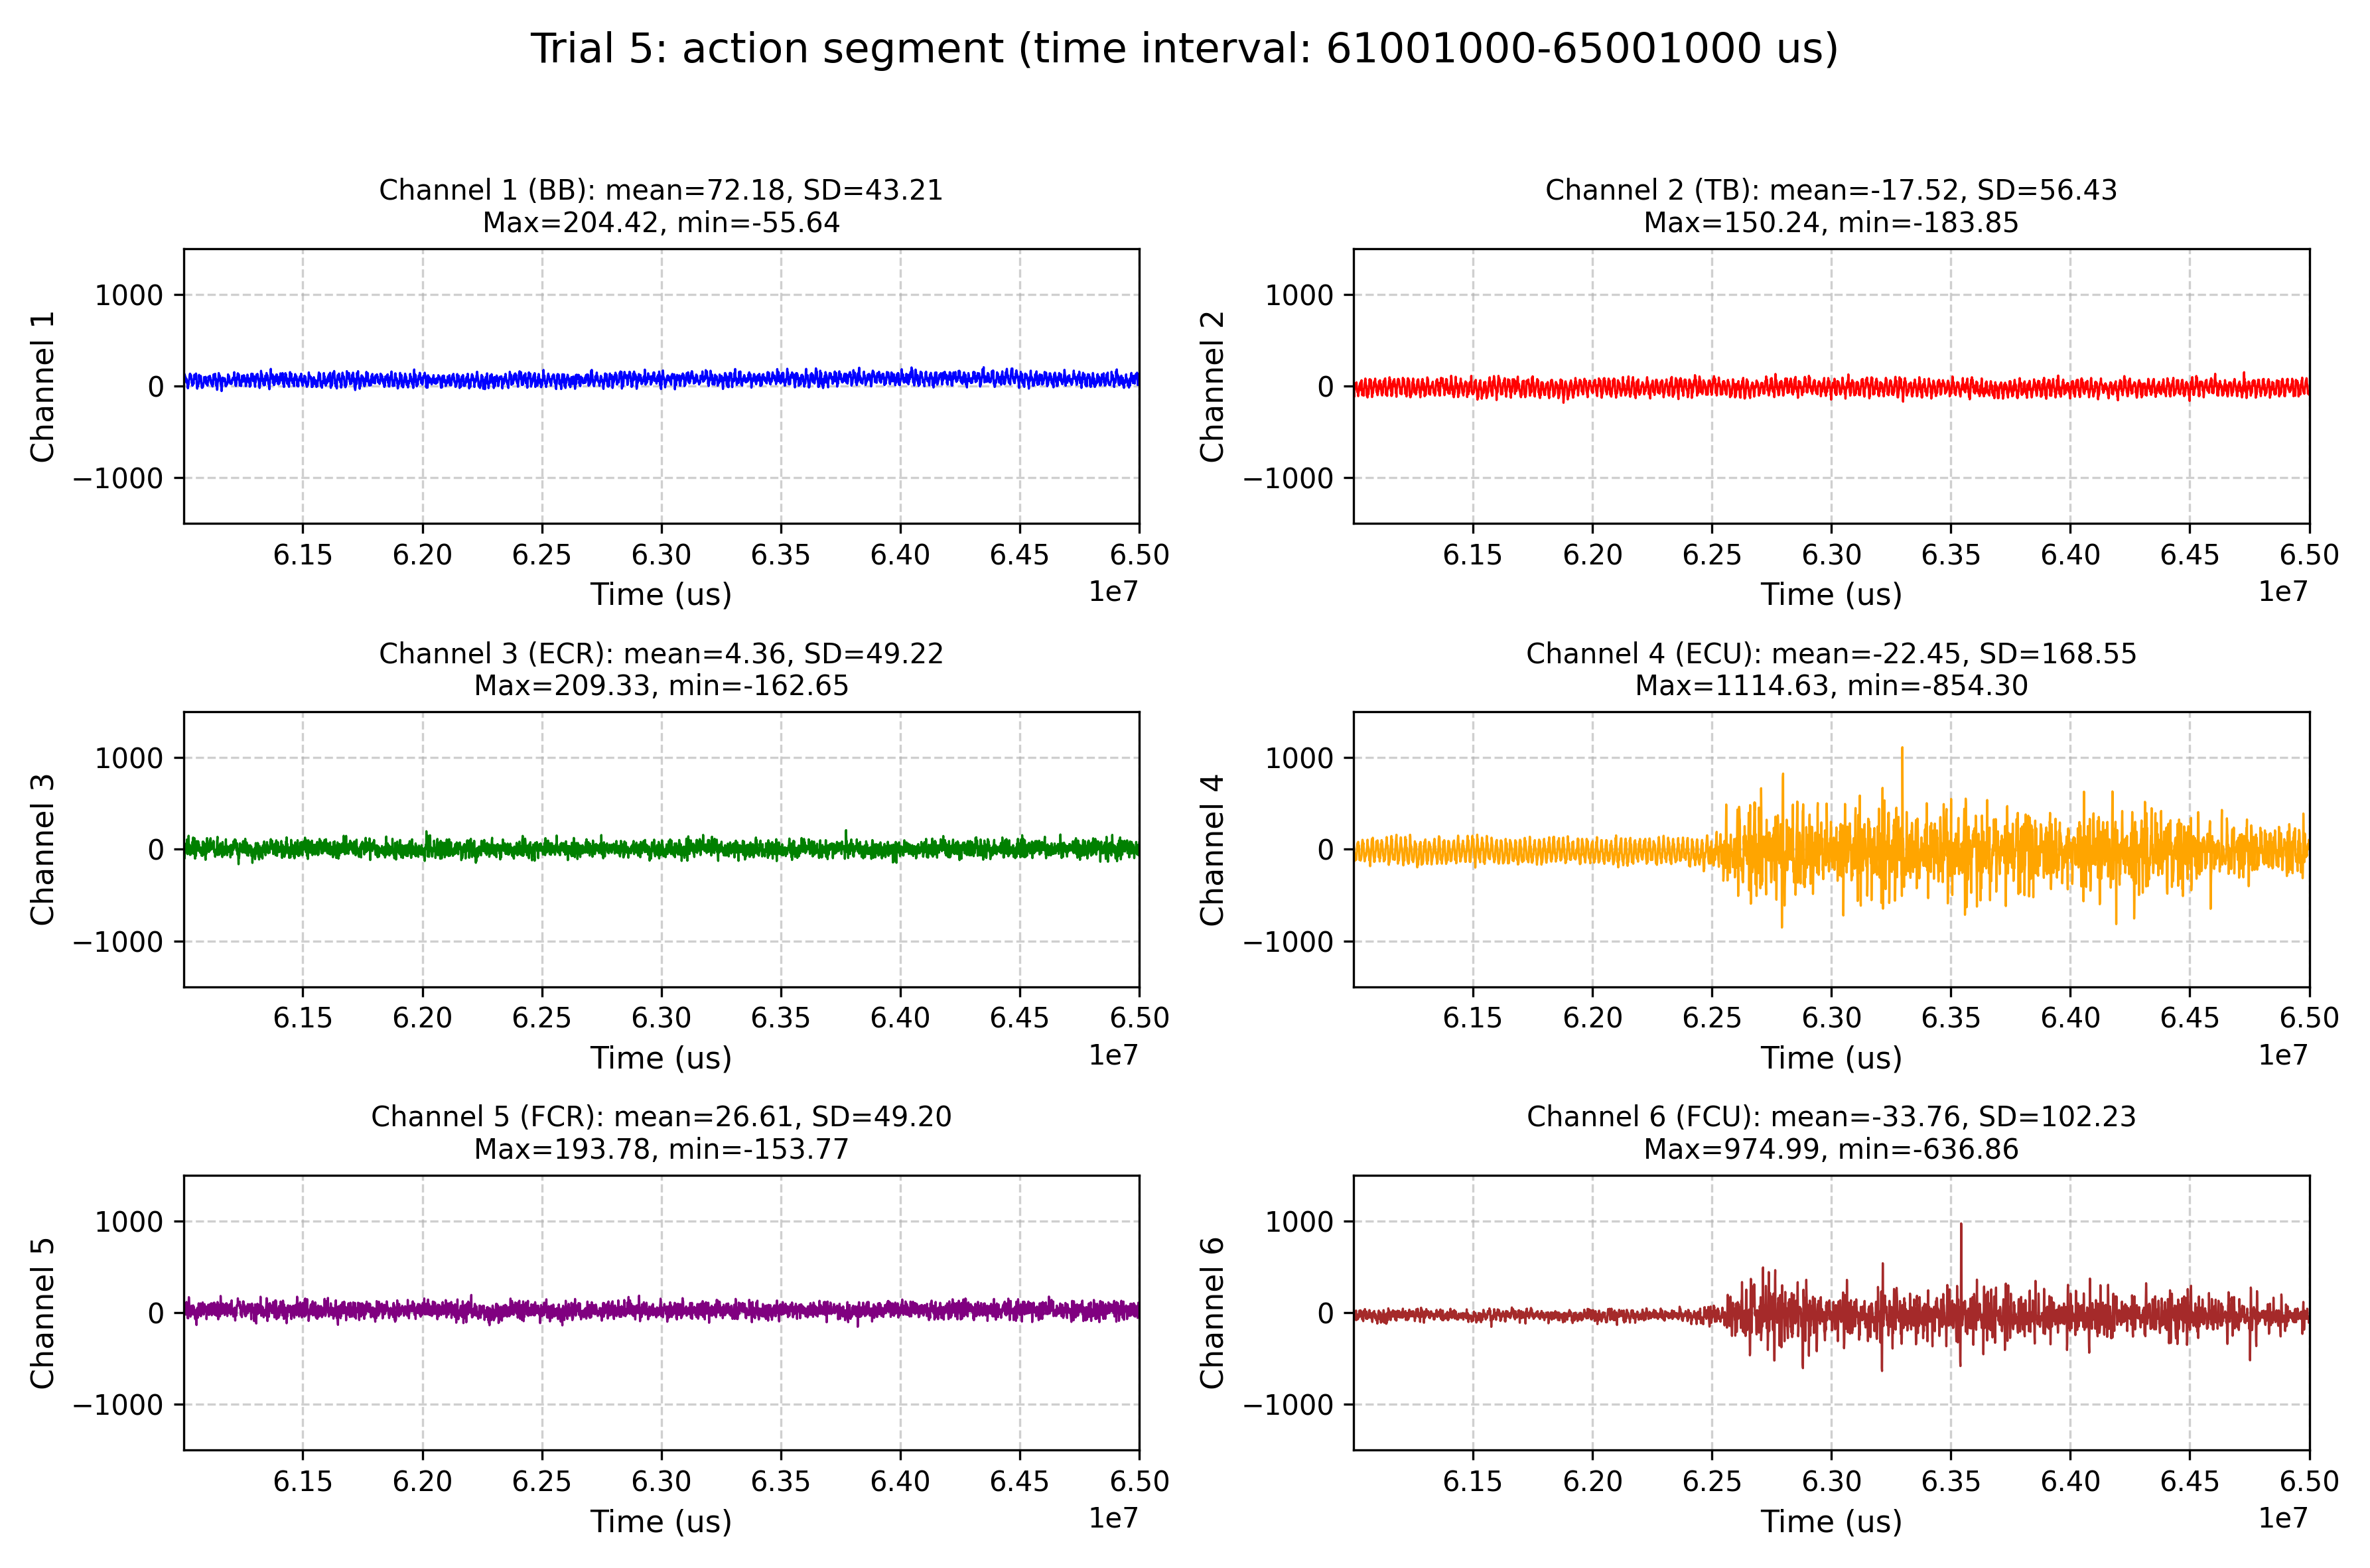 Trial 5: action segment (time interval: 61001000-65001000 us)
Channel 1 (BB): mean=72.18, SD=43.21
Max=204.42, min=-55.64
Channel 1
1000
0
−1000
6.15 6.20 6.25 6.30 6.35 6.40 6.45 6.50
Time (us)
1e7
Channel 2 (TB): mean=-17.52, SD=56.43
Max=150.24, min=-183.85
Channel 2
1000
0
−1000
6.15 6.20 6.25 6.30 6.35 6.40 6.45 6.50
Time (us)
1e7
Channel 3 (ECR): mean=4.36, SD=49.22
Max=209.33, min=-162.65
Channel 3
1000
0
−1000
6.15 6.20 6.25 6.30 6.35 6.40 6.45 6.50
Time (us)
1e7
Channel 4 (ECU): mean=-22.45, SD=168.55
Max=1114.63, min=-854.30
Channel 4
1000
0
−1000
6.15 6.20 6.25 6.30 6.35 6.40 6.45 6.50
Time (us)
1e7
Channel 5 (FCR): mean=26.61, SD=49.20
Max=193.78, min=-153.77
Channel 5
1000
0
−1000
6.15 6.20 6.25 6.30 6.35 6.40 6.45 6.50
Time (us)
1e7
Channel 6 (FCU): mean=-33.76, SD=102.23
Max=974.99, min=-636.86
Channel 6
1000
0
−1000
6.15 6.20 6.25 6.30 6.35 6.40 6.45 6.50
Time (us)
1e7